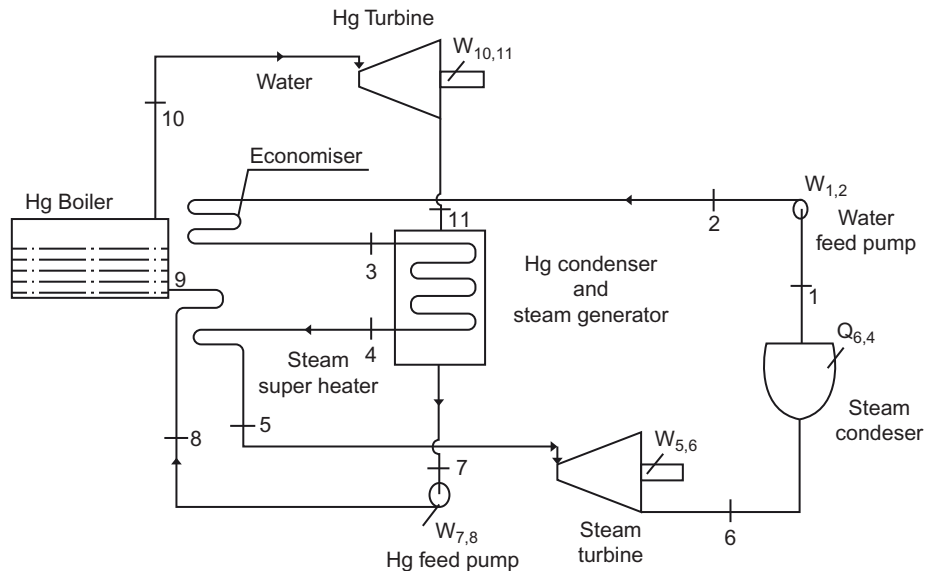 Hg Turbine
W10,11
Water
10
Economiser
Hg Boiler
W1,2
11
2
Water
feed pump
9
3
Hg condenser
and
steam generator
1
4
Q6,4
Steam
super heater
Steam
condeser
8
5
7
W5,6
W7,8
Hg feed pump
Steam
turbine
6